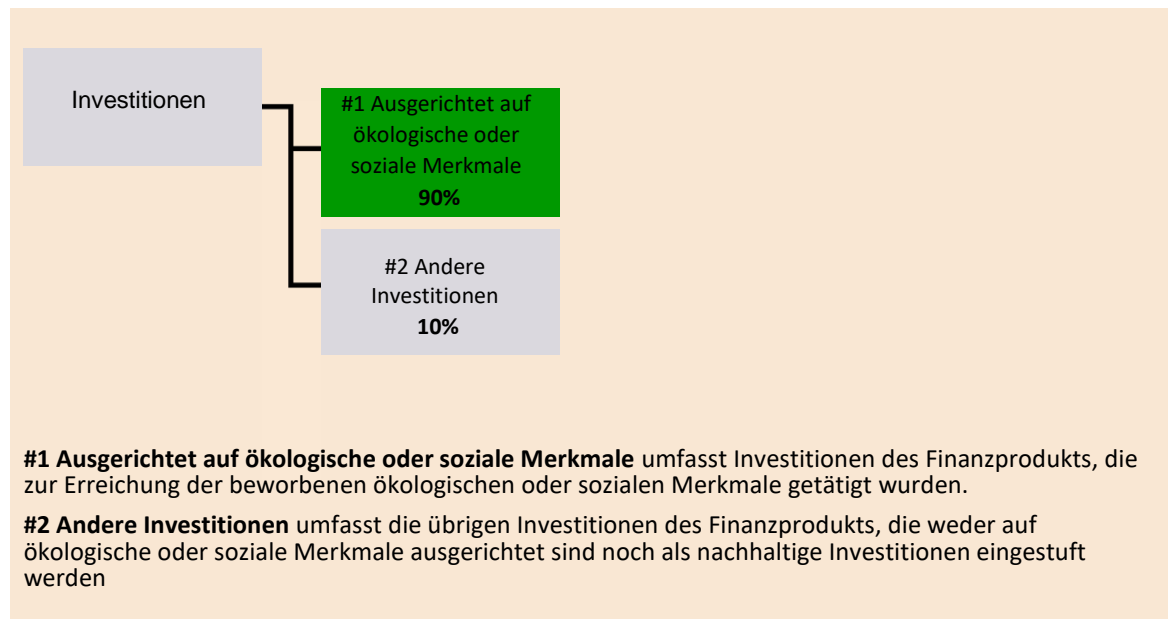 Investitionen
#1 Ausgerichtet auf
ökologische oder
soziale Merkmale
90%
#2 Andere
Investitionen
10%
#1 Ausgerichtet auf ökologische oder soziale Merkmale umfasst Investitionen des Finanzprodukts, die
zur Erreichung der beworbenen ökologischen oder sozialen Merkmale getätigt wurden.
#2 Andere Investitionen umfasst die übrigen Investitionen des Finanzprodukts, die weder auf
ökologische oder soziale Merkmale ausgerichtet sind noch als nachhaltige Investitionen eingestuft
werden